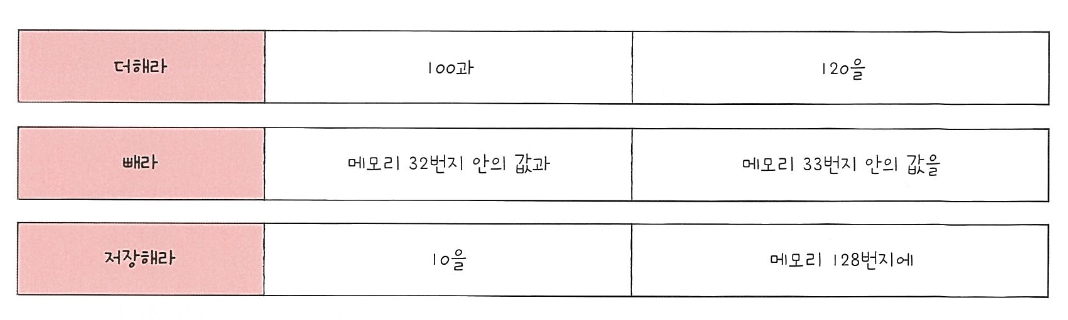 더해라 100과 120을
빼라 메모리 32번지 안의 값과 메모리 33번지 안의 값을
저장해라 10을 메모리 128번지에